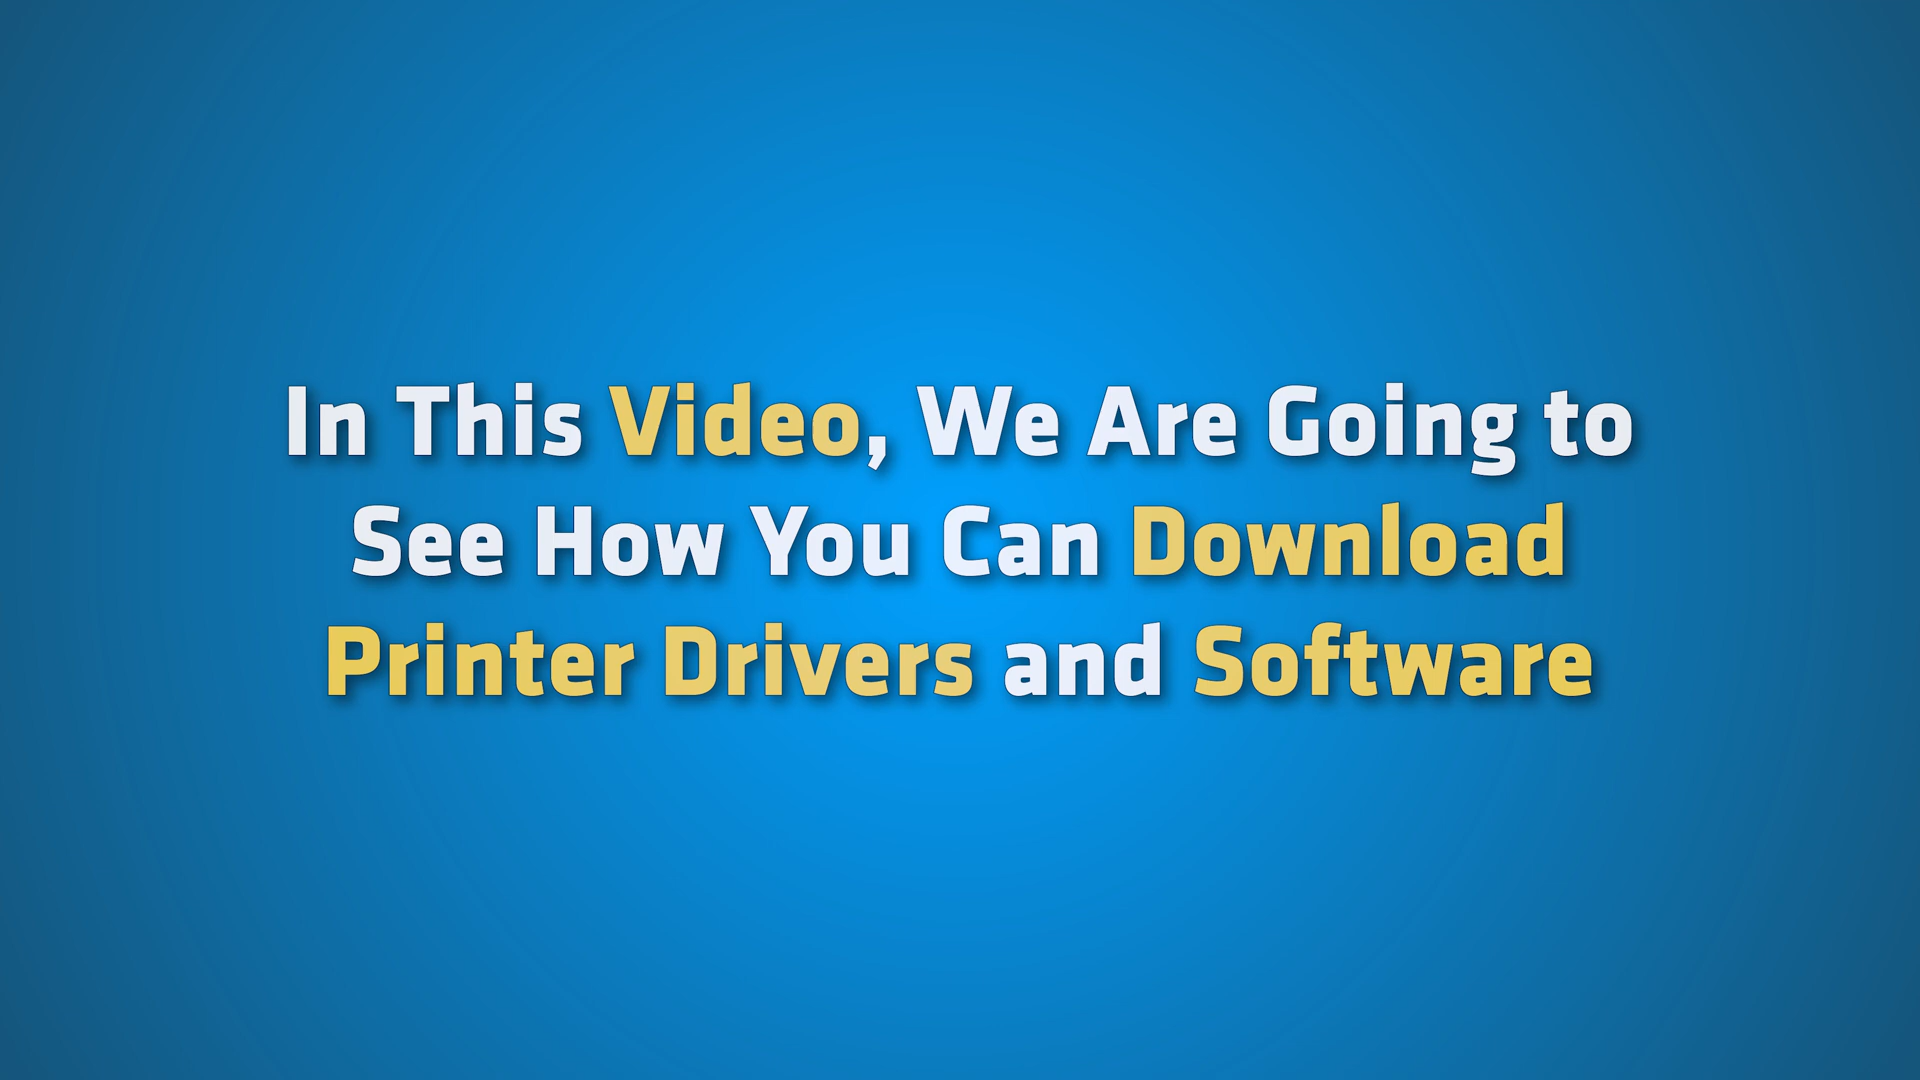 In This Video, We Are Going to
See How You Can Download
Printer Drivers and Software